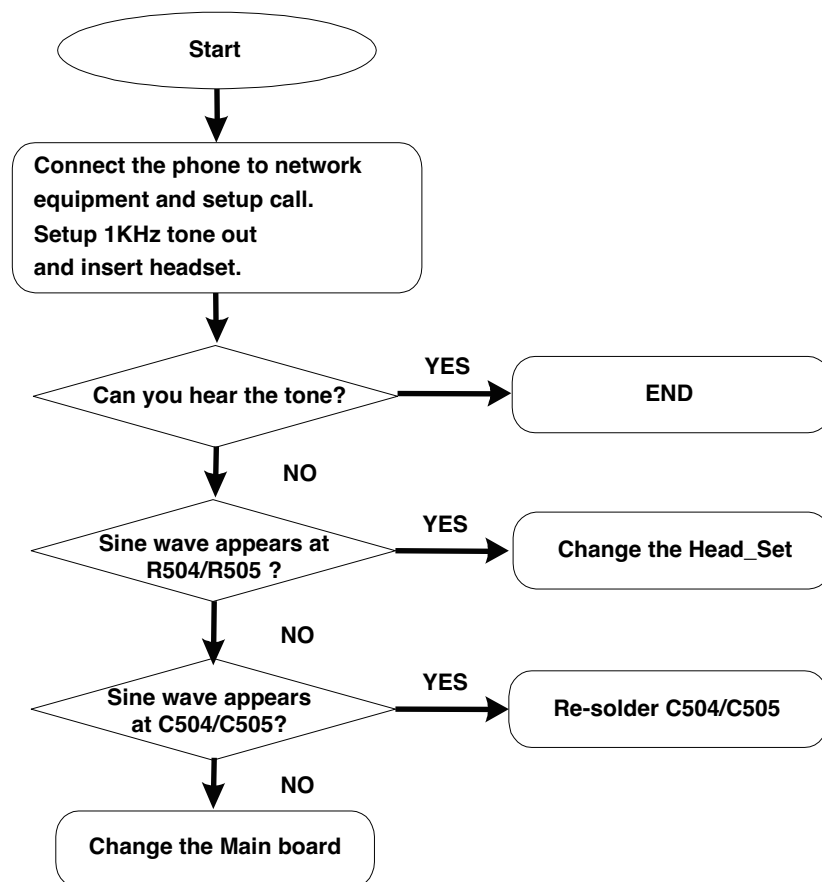 Start
Connect the phone to network
equipment and setup call.
Setup 1KHz tone out
and insert headset.
Can you hear the tone?
YES
END
NO
Sine wave appears at
R504/R505 ?
YES
Change the Head_Set
NO
Sine wave appears
at C504/C505?
YES
Re-solder C504/C505
NO
Change the Main board